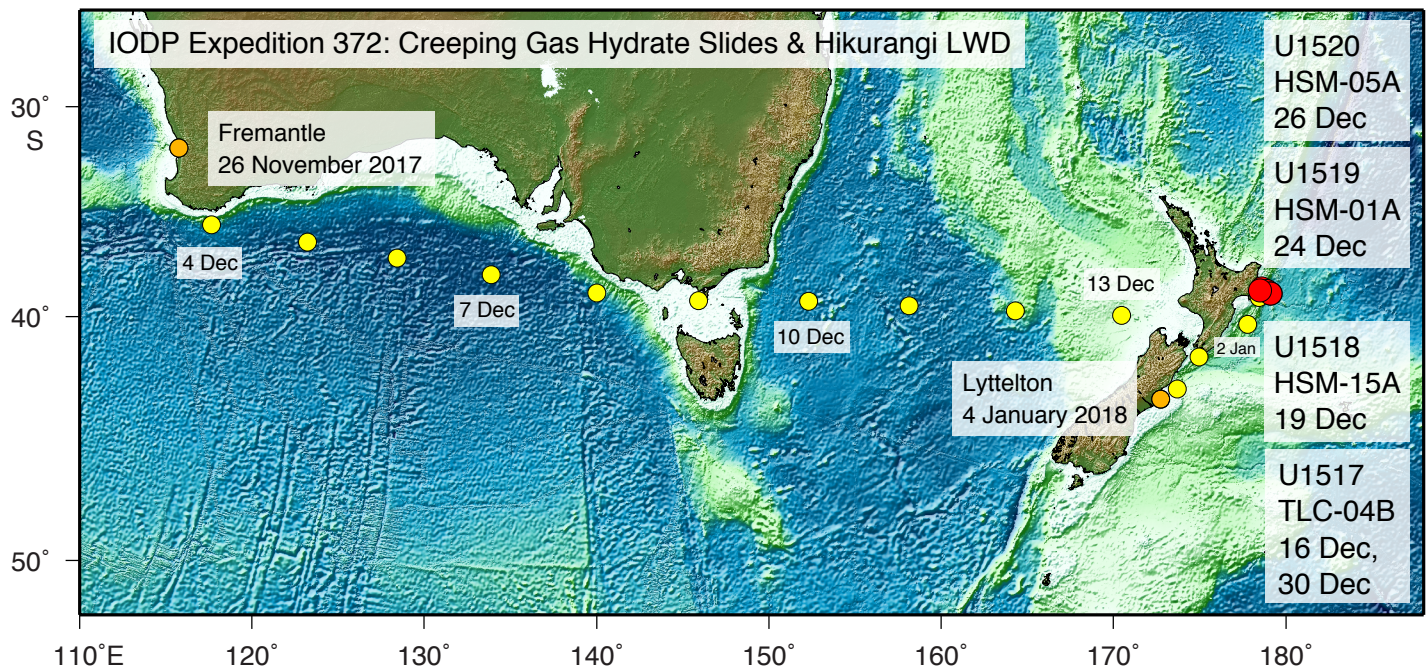 IODP Expedition 372: Creeping Gas Hydrate Slides & Hikurangi LWD
U1520
HSM-05A
26 Dec
30˚
S
Fremantle
26 November 2017
U1519
HSM-01A
24 Dec
4 Dec
7 Dec
13 Dec
10 Dec
40˚
2 Jan
U1518
HSM-15A
19 Dec
Lyttelton
4 January 2018
U1517
TLC-04B
16 Dec,
30 Dec
50˚
110˚E 120˚ 130˚ 140˚ 150˚ 160˚ 170˚ 180˚